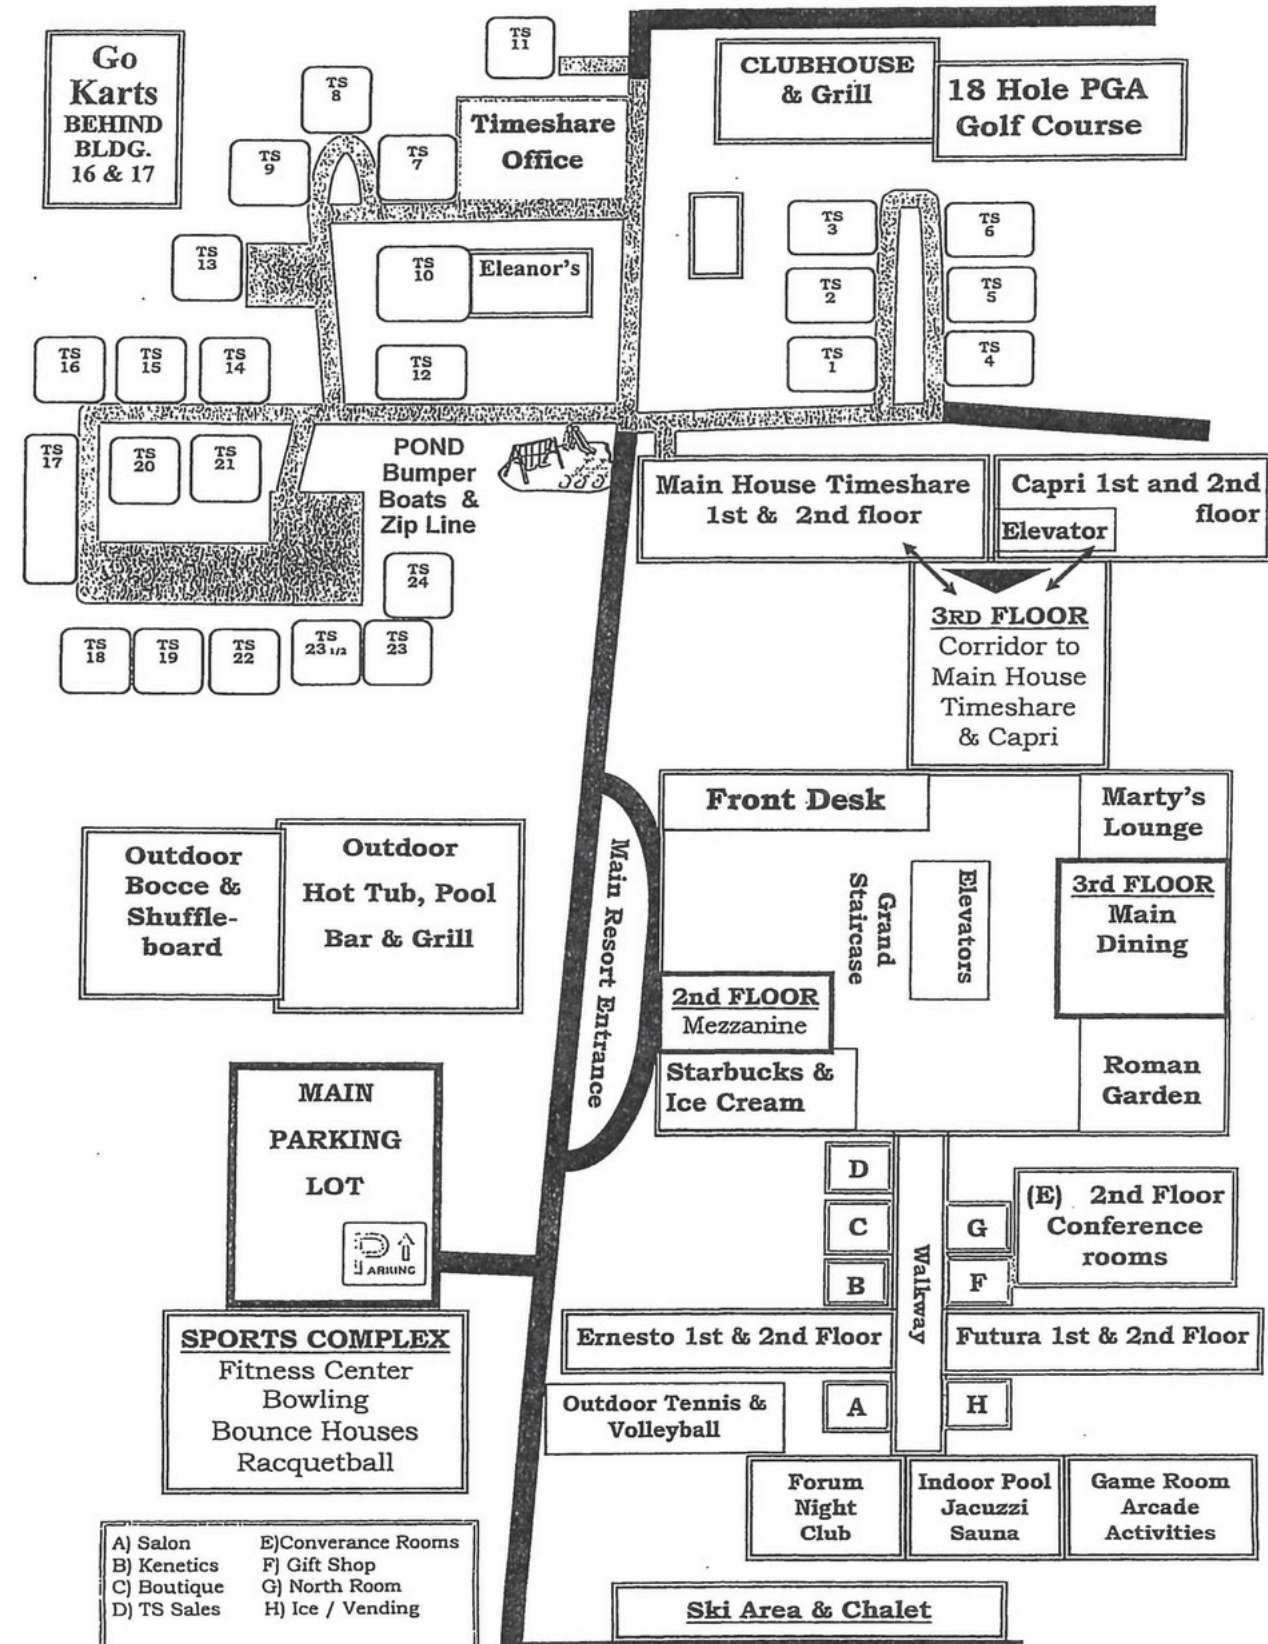 Go
Karts
BEHIND
BLDG.
16 & 17
TS
11
TS
8
TS
9
TS
7
Timeshare
Office
CLUBHOUSE
& Grill
18 Hole PGA
Golf Course
TS
13
TS
10
Eleanor's
TS
3
TS
6
TS
2
TS
5
TS
1
TS
4
TS
16
TS
15
TS
14
TS
12
TS
17
TS
20
TS
21
POND
Bumper
Boats &
Zip Line
TS
24
TS
18
TS
19
TS
22
TS
23 1/2
TS
23
Main House Timeshare
1st & 2nd floor
Capri 1st and 2nd
floor
Elevator
3RD FLOOR
Corridor to
Main House
Timeshare
& Capri
Front Desk
Marty's
Lounge
Outdoor
Bocce &
Shuffle-
board
Outdoor
Hot Tub, Pool
Bar & Grill
Main Resort Entrance
Grand
Staircase
Elevators
3rd FLOOR
Main
Dining
2nd FLOOR
Mezzanine
Starbucks &
Ice Cream
Roman
Garden
MAIN
PARKING
LOT
PARKING
D
C
B
G
F
Walkway
(E) 2nd Floor
Conference
rooms
Ernesto 1st & 2nd Floor
Futura 1st & 2nd Floor
SPORTS COMPLEX
Fitness Center
Bowling
Bounce Houses
Racquetball
Outdoor Tennis &
Volleyball
A
H
Forum
Night
Club
Indoor Pool
Jacuzzi
Sauna
Game Room
Arcade
Activities
A) Salon E)Converance Rooms
B) Kenetics F) Gift Shop
C) Boutique G) North Room
D) TS Sales H) Ice / Vending
Ski Area & Chalet